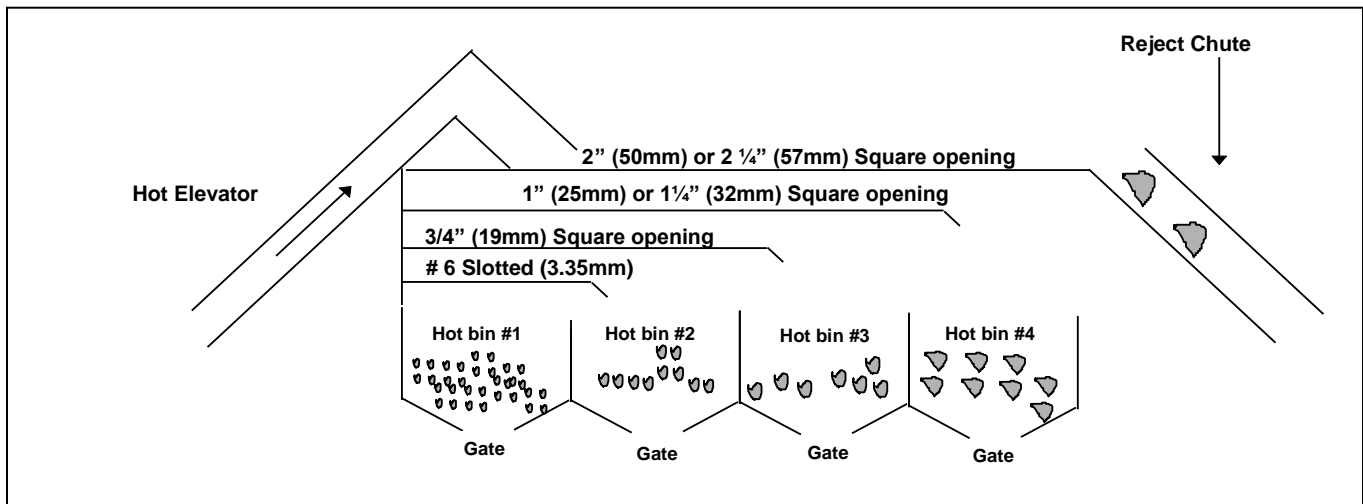 Reject Chute
2” (50mm) or 2 ¼” (57mm) Square opening
Hot Elevator
1” (25mm) or 1¼” (32mm) Square opening
3/4” (19mm) Square opening
# 6 Slotted (3.35mm)
Hot bin #1
Hot bin #2
Hot bin #3
Hot bin #4
Gate
Gate
Gate
Gate